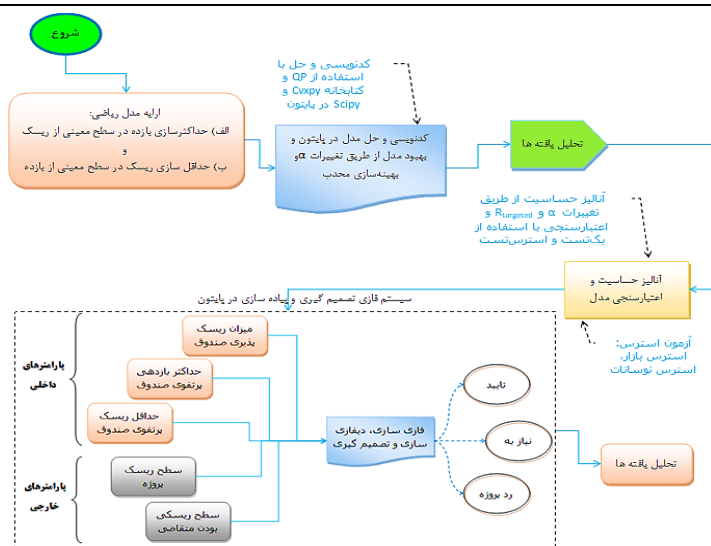 شروع
ارایه مدل ریاضی:
الف) حداکثرسازی بازده در سطح معینی از ریسک
و
ب) حداقل سازی ریسک در سطح معینی از بازده
کدنویسی و حل با
استفاده از QP و
کتابخانه Cvxpy و
Scipy در پایتون
کدنویسی و حل مدل در پایتون و
بهبود مدل از طریق تغییرات α و
بهینه‌سازی محدب
تحلیل یافته ها
آنالیز حساسیت از طریق
تغییرات α و Rtargeted و
اعتبارسنجی با استفاده از
بک‌تست و استرس‌تست
آنالیز حساسیت و
اعتبارسنجی مدل
آزمون استرس:
استرس بازار،
استرس نوسانات
سیستم فازی تصمیم گیری و پیاده سازی در پایتون
پارامترهای
داخلی
میزان ریسک
پذیری صندوق
حداکثر بازدهی
پرتفوی صندوق
حداقل ریسک
پرتفوی صندوق
پارامترهای
خارجی
سطح ریسک
پروژه
سطح ریسکی
بودن متقاضی
فازی سازی، دیفازی
سازی و تصمیم گیری
تایید
نیاز به
رد پروژه
تحلیل یافته ها